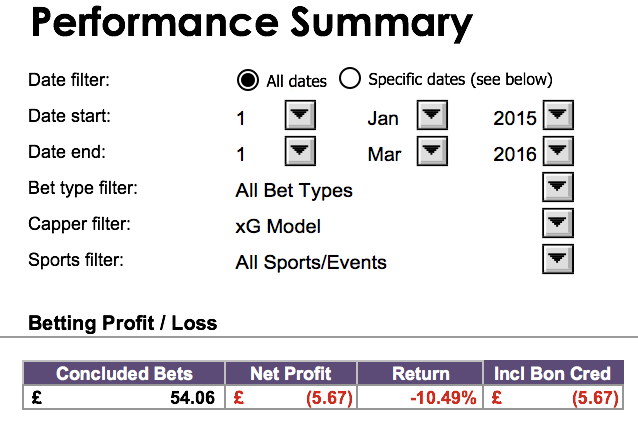 Performance Summary
Date filter: All dates Specific dates (see below)
Date start: 1 Jan 2015
Date end: 1 Mar 2016
Bet type filter: All Bet Types
Capper filter: xG Model
Sports filter: All Sports/Events
Betting Profit / Loss
Concluded Bets Net Profit Return Incl Bon Cred
£ 54.06 £ (5.67) -10.49% £ (5.67)